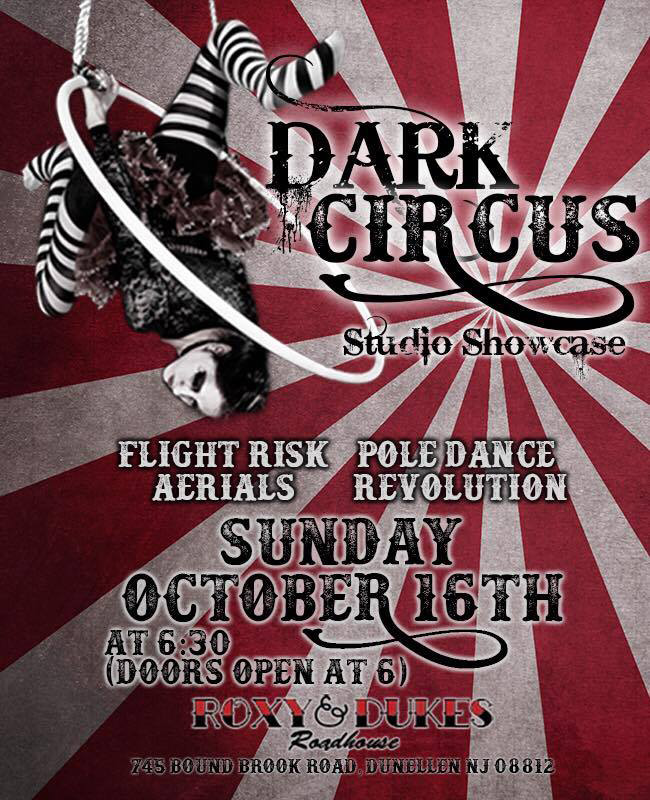 DARK
CIRCUS
Studio Showcase
FLIGHT RISK
AERIALS
POLE DANCE
REVOLUTION
SUNDAY
OCTOBER 16TH
AT 6:30
(DOORS OPEN AT 6)
ROXY & DUKES
Roadhouse
745 BOUND BROOK ROAD, DUNELLEN NJ 08812